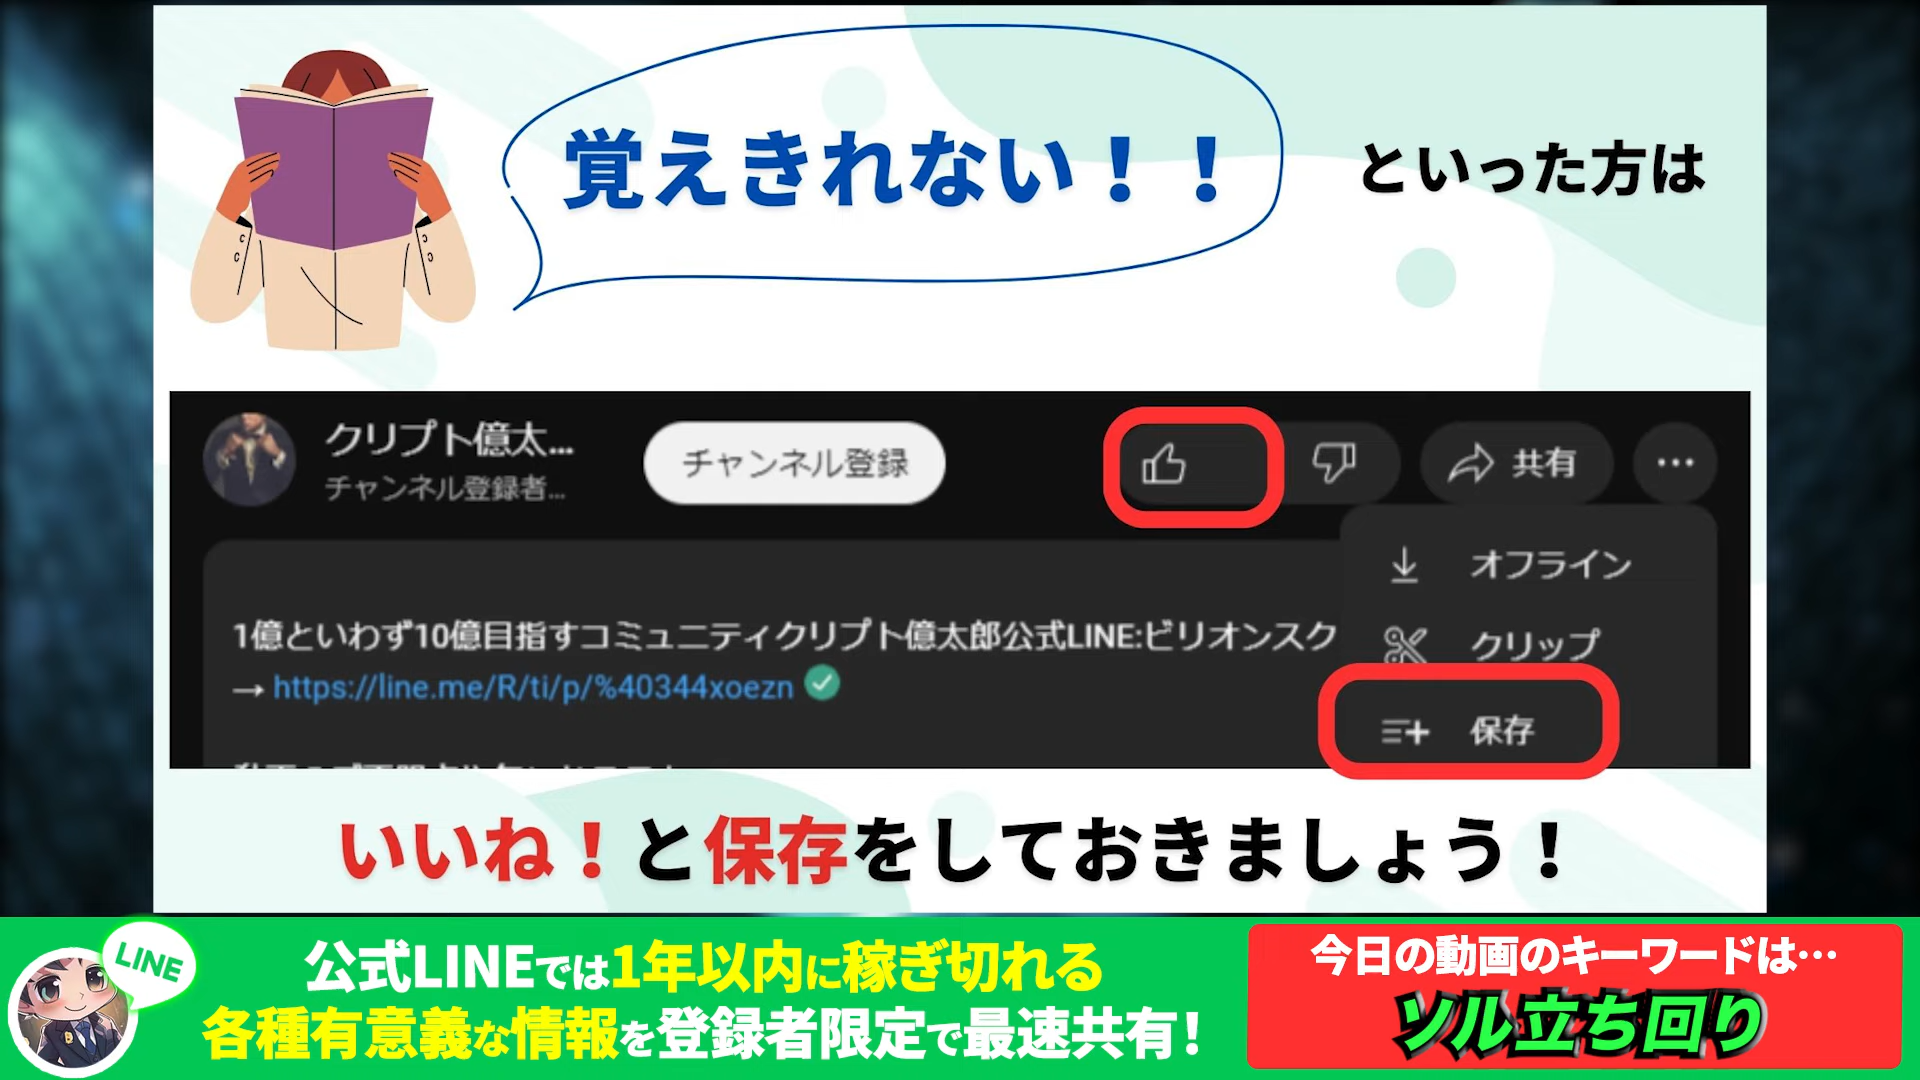 覚えきれない！！
といった方は
クリプト億太...
チャンネル登録者...
チャンネル登録
共有
オフライン
クリップ
保存
1億といわず10億目指すコミュニティクリプト億太郎公式LINE:ビリオンスク
→ https://line.me/R/ti/p/%40344xoezn
いいね！と保存をしておきましょう！
LINE
公式LINEでは1年以内に稼ぎ切れる
各種有意義な情報を登録者限定で最速共有！
今日の動画のキーワードは…
ソル立ち回り